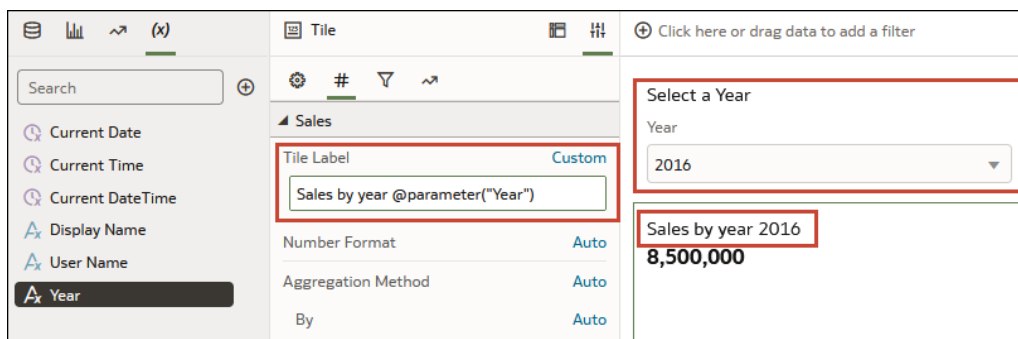 (x)
Search
Current Date
Current Time
Current DateTime
Display Name
User Name
Year
Tile
#
Sales
Tile Label
Custom
Sales by year @parameter("Year")
Number Format
Auto
Aggregation Method
Auto
By
Auto
Click here or drag data to add a filter
Select a Year
Year
2016
Sales by year 2016
8,500,000